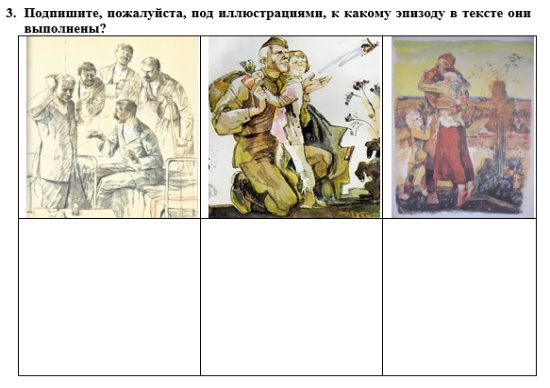 3. Подпишите, пожалуйста, под иллюстрациями, к какому эпизоду в тексте они
выполнены?